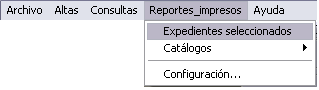 Archivo Altas Consultas Reportes_impresos Ayuda
Expedientes seleccionados
Catálogos
Configuración...